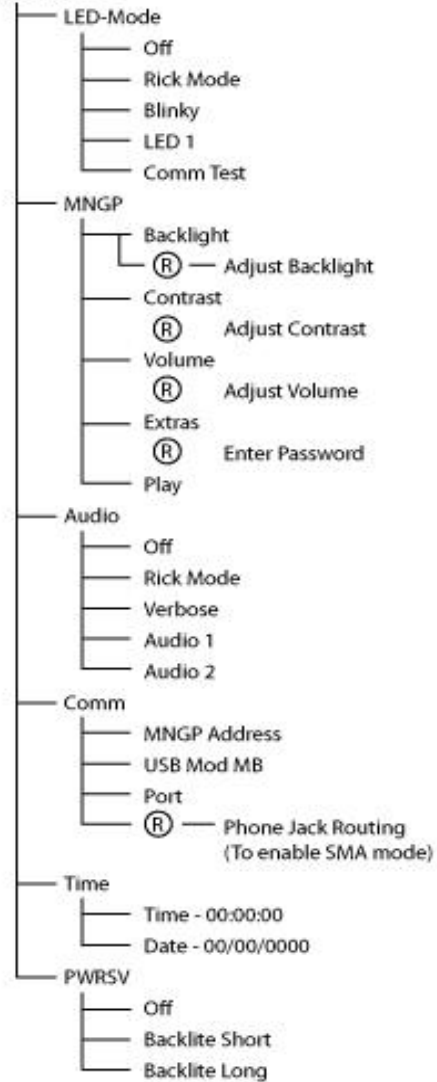 LED-Mode
Off
Rick Mode
Blinky
LED 1
Comm Test
MNGP
Backlight
R Adjust Backlight
Contrast
R Adjust Contrast
Volume
R Adjust Volume
Extras
R Enter Password
Play
Audio
Off
Rick Mode
Verbose
Audio 1
Audio 2
Comm
MNGP Address
USB Mod MB
Port
R Phone Jack Routing
(To enable SMA mode)
Time
Time - 00:00:00
Date - 00/00/0000
PWRSV
Off
Backlite Short
Backlite Long